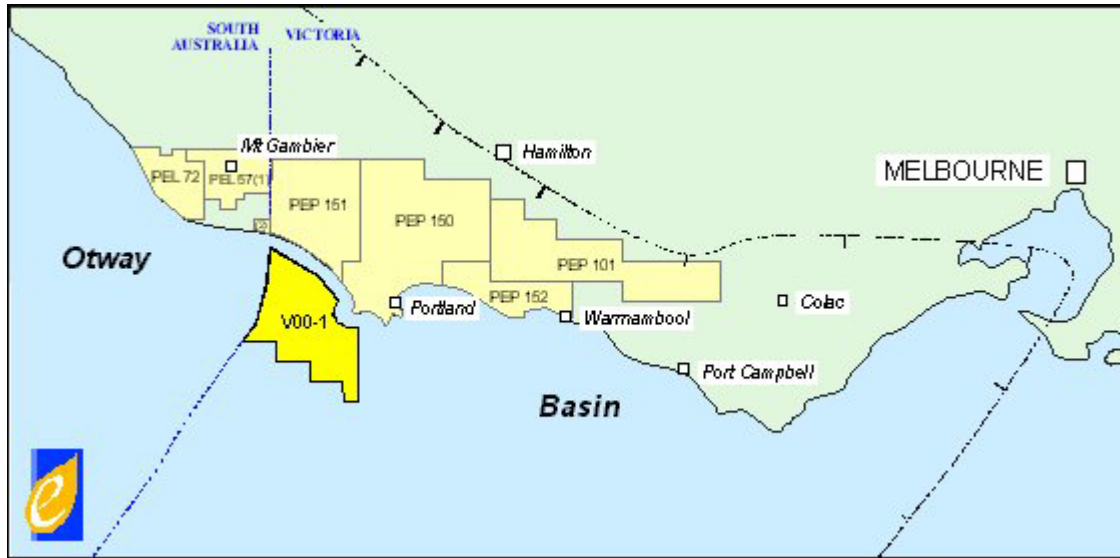 SOUTH
AUSTRALIA
VICTORIA
Mt Gambier
Hamilton
MELBOURNE
PEL 72
PEL 57(1)
PEP 151
PEP 150
Otway
PEP 101
PEP 152
Portland
Warrnambool
Colac
V00-1
Port Campbell
Basin
e